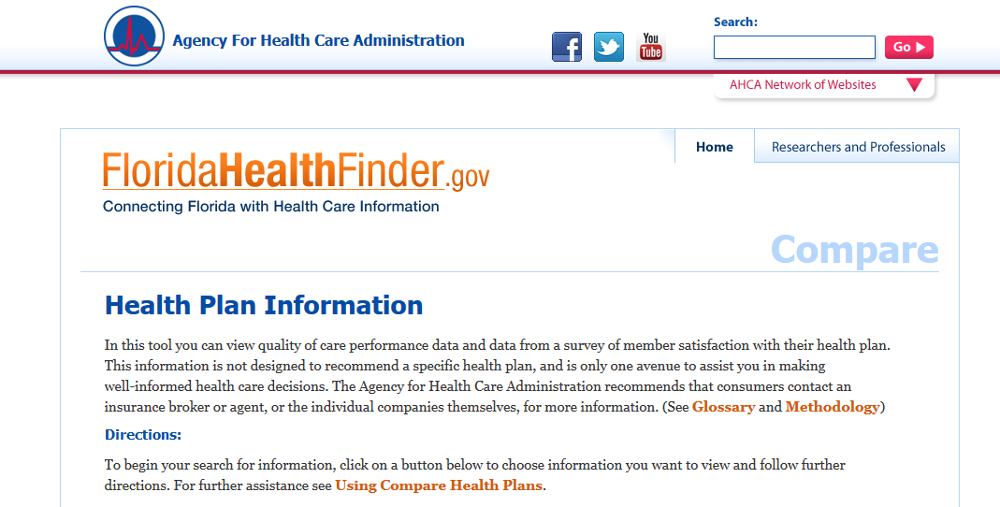 Agency For Health Care Administration
You
Tube
Search:
Go
AHCA Network of Websites
Home
Researchers and Professionals
FloridaHealthFinder.gov
Connecting Florida with Health Care Information
Compare
Health Plan Information
In this tool you can view quality of care performance data and data from a survey of member satisfaction with their health plan.
This information is not designed to recommend a specific health plan, and is only one avenue to assist you in making
well-informed health care decisions. The Agency for Health Care Administration recommends that consumers contact an
insurance broker or agent, or the individual companies themselves, for more information. (See Glossary and Methodology)
Directions:
To begin your search for information, click on a button below to choose information you want to view and follow further
directions. For further assistance see Using Compare Health Plans.